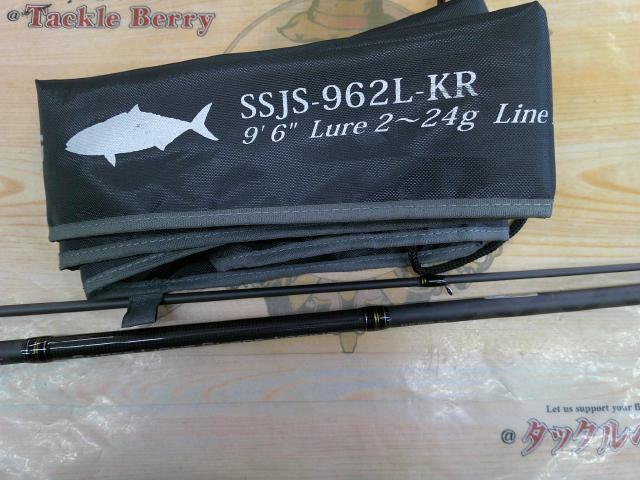 @Tackle Berry
SSJS-962L-KR
9' 6" Lure 2～24g Line
Let us support your fi
@タックル